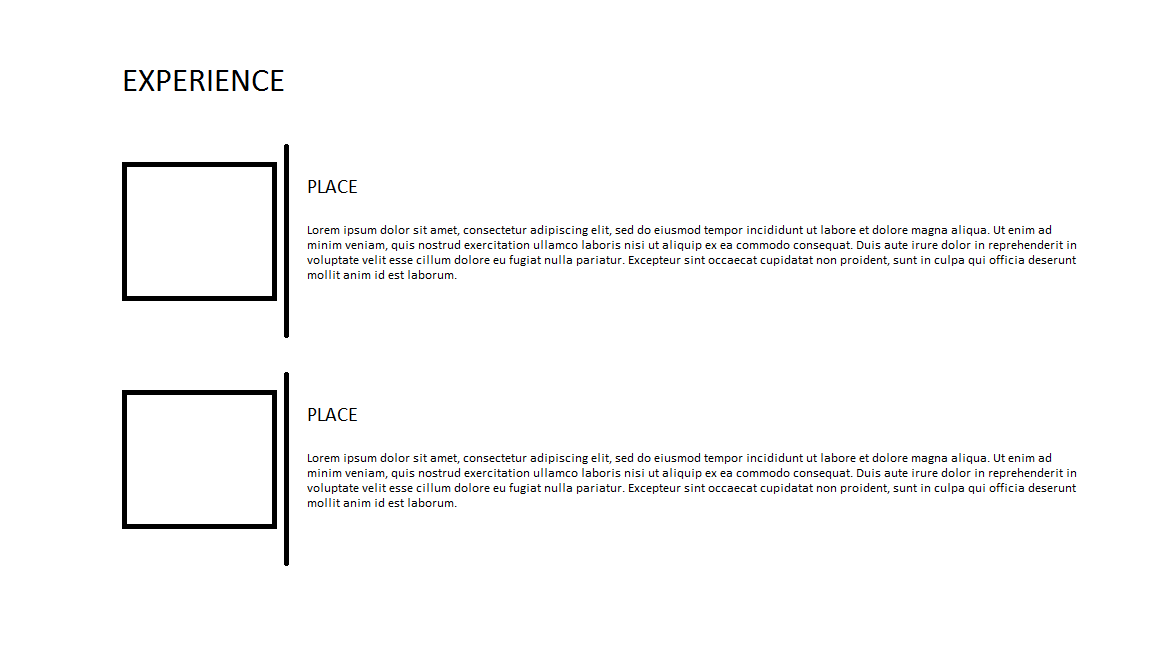 EXPERIENCE
PLACE
Lorem ipsum dolor sit amet, consectetur adipiscing elit, sed do eiusmod tempor incididunt ut labore et dolore magna aliqua. Ut enim ad
minim veniam, quis nostrud exercitation ullamco laboris nisi ut aliquip ex ea commodo consequat. Duis aute irure dolor in reprehenderit in
voluptate velit esse cillum dolore eu fugiat nulla pariatur. Excepteur sint occaecat cupidatat non proident, sunt in culpa qui officia deserunt
mollit anim id est laborum.
PLACE
Lorem ipsum dolor sit amet, consectetur adipiscing elit, sed do eiusmod tempor incididunt ut labore et dolore magna aliqua. Ut enim ad
minim veniam, quis nostrud exercitation ullamco laboris nisi ut aliquip ex ea commodo consequat. Duis aute irure dolor in reprehenderit in
voluptate velit esse cillum dolore eu fugiat nulla pariatur. Excepteur sint occaecat cupidatat non proident, sunt in culpa qui officia deserunt
mollit anim id est laborum.